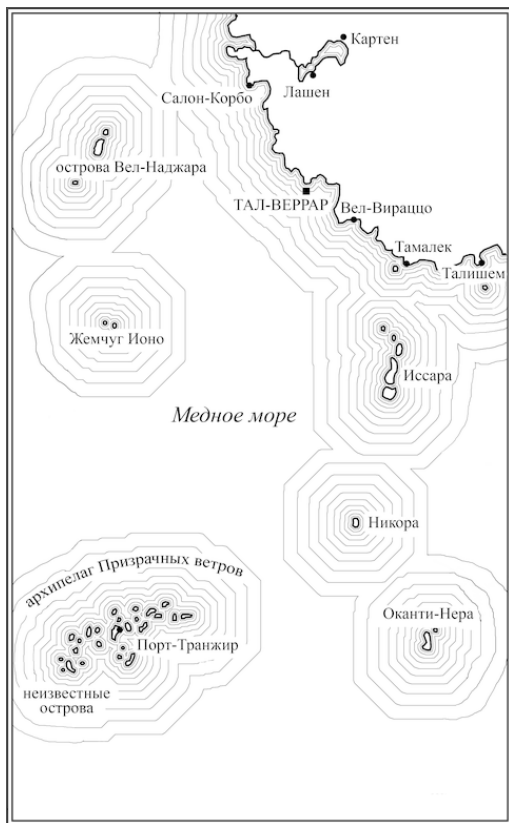 Картен
Лашен
Салон-Корбо
острова Вел-Наджара
ТАЛ-ВЕРРАР
Вел-Вираццо
Тамалек
Талишем
Жемчуг Ионо
Иссара
Медное море
Никора
архипелаг Призрачных ветров
Оканти-Нера
Порт-Транжир
неизвестные
острова